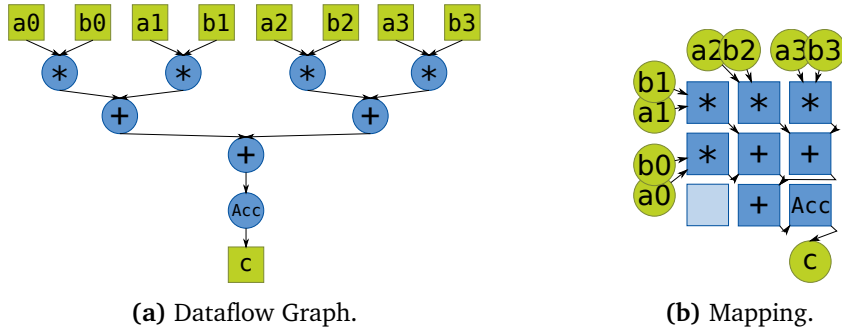 a0 b0 a1 b1 a2 b2 a3 b3
* * * *
+ +
+
Acc
c
(a) Dataflow Graph.
a2 b2 a3 b3
b1
a1
* * *
b0
a0
* + +
+ Acc
c
(b) Mapping.